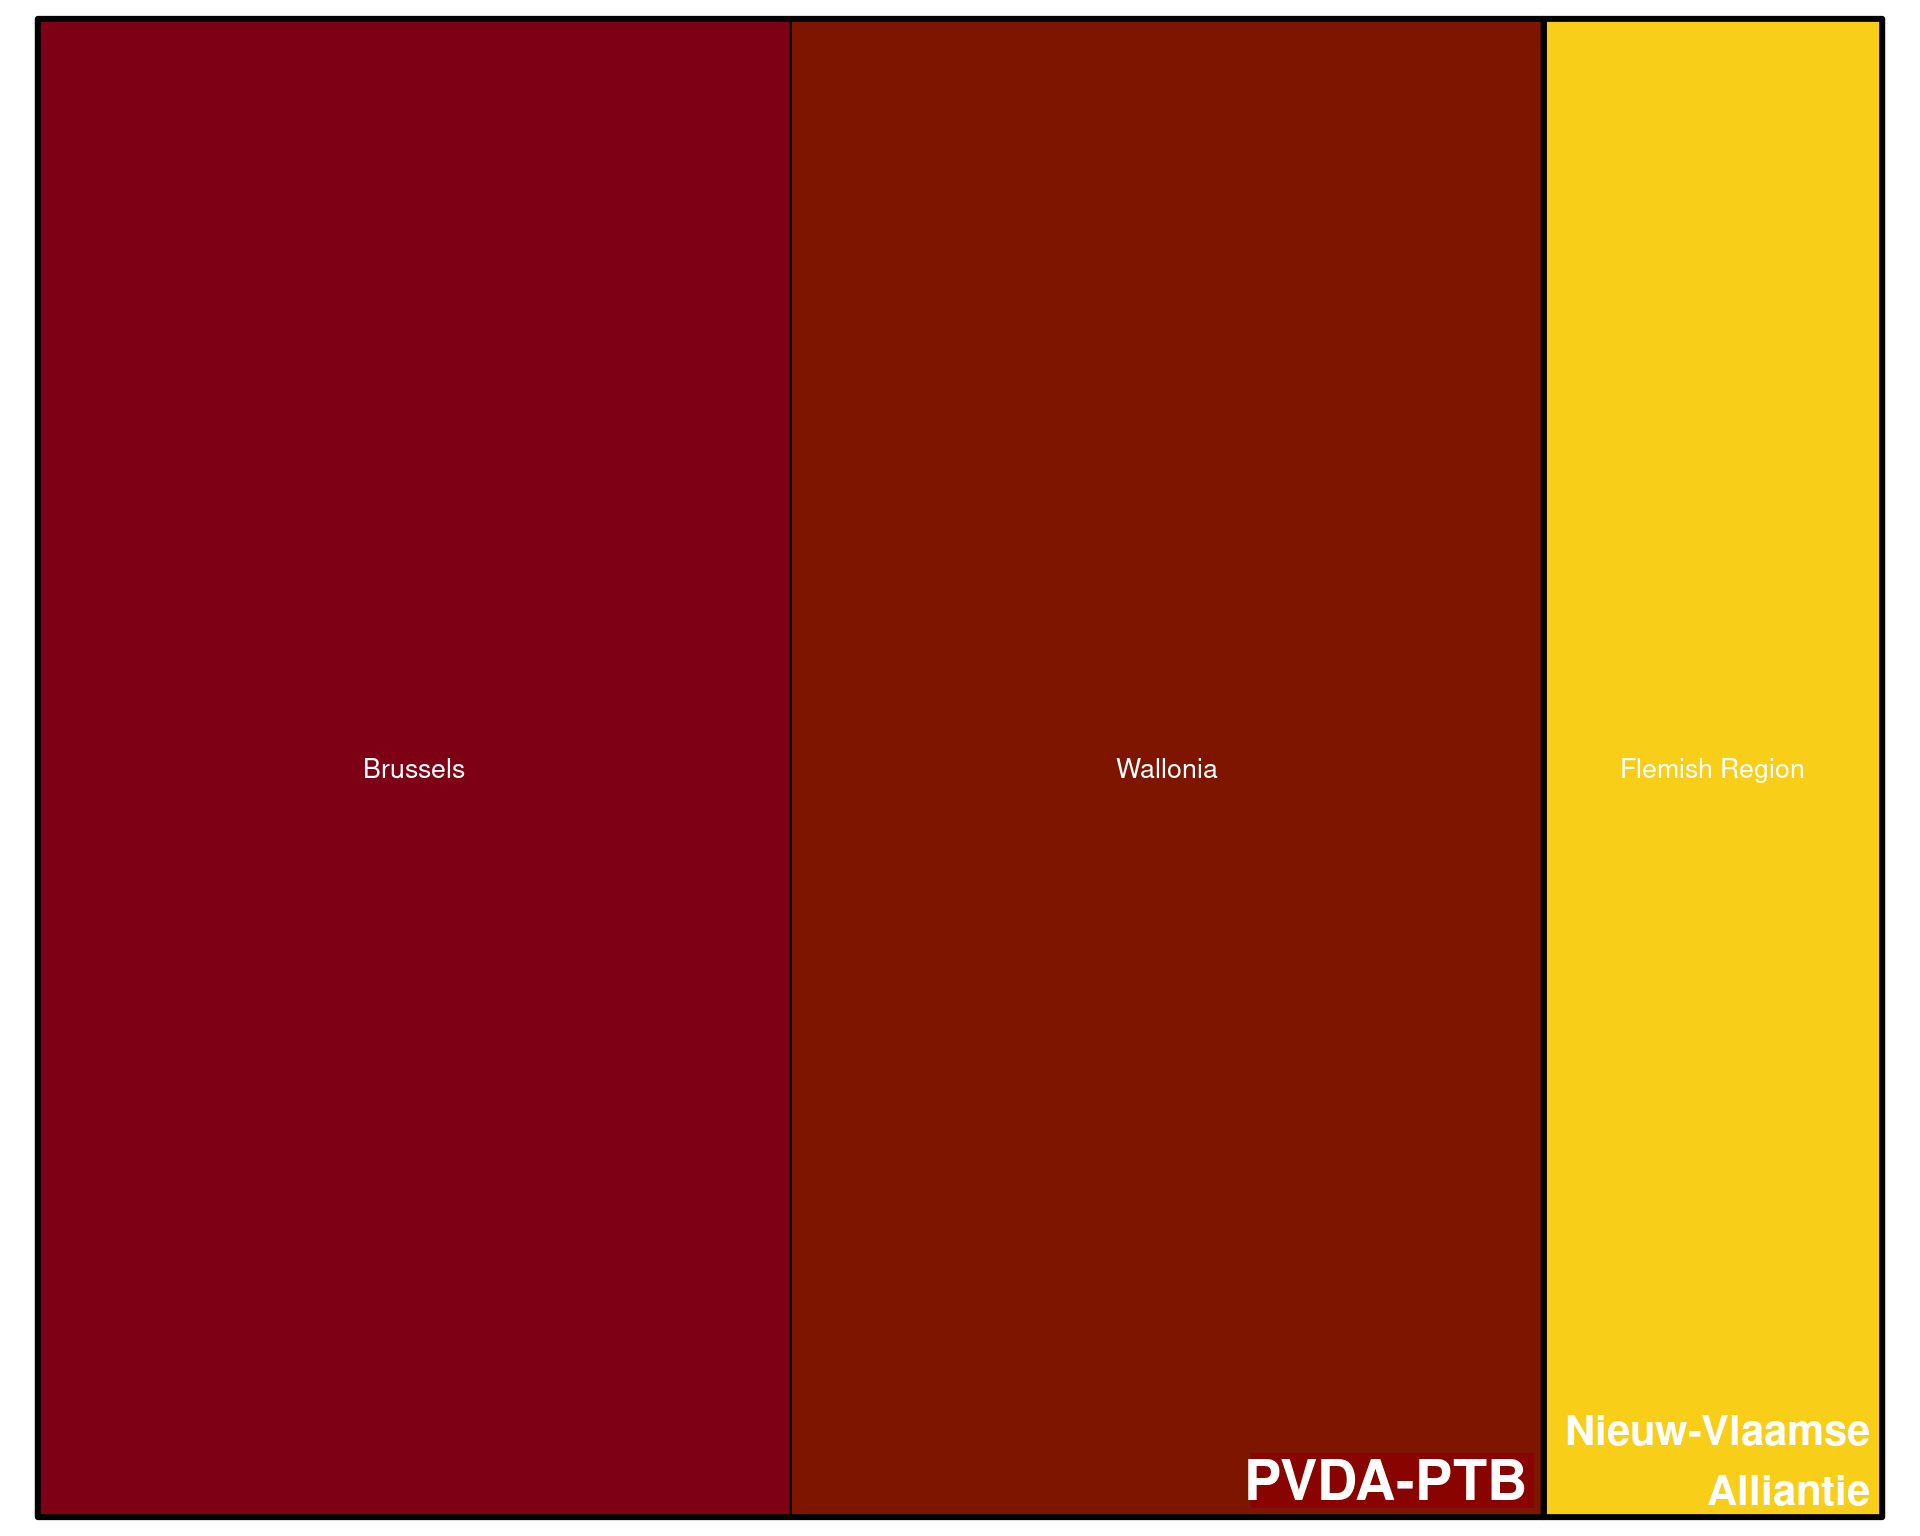 Brussels
Wallonia
Flemish Region
PVDA-PTB
Nieuw-Vlaamse
Alliantie